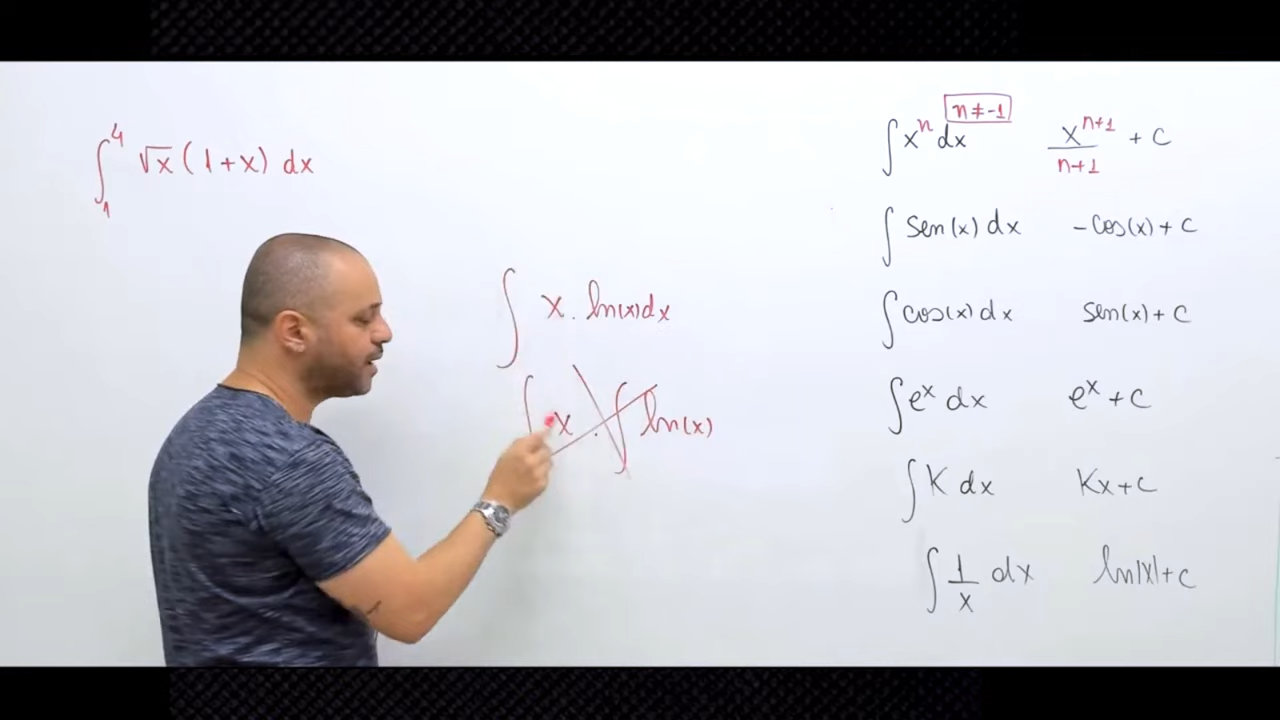 ∫₁⁴ √x (1+x) dx
∫ x . ln(x)dx
∫ x . ∫ ln(x)
∫ xⁿ dx n≠-1 xⁿ⁺¹/n+1 + C
∫ sen(x) dx -cos(x) + C
∫ cos(x) dx sen(x) + C
∫ eˣ dx eˣ + C
∫ K dx Kx + C
∫ 1/x dx ln|x| + C